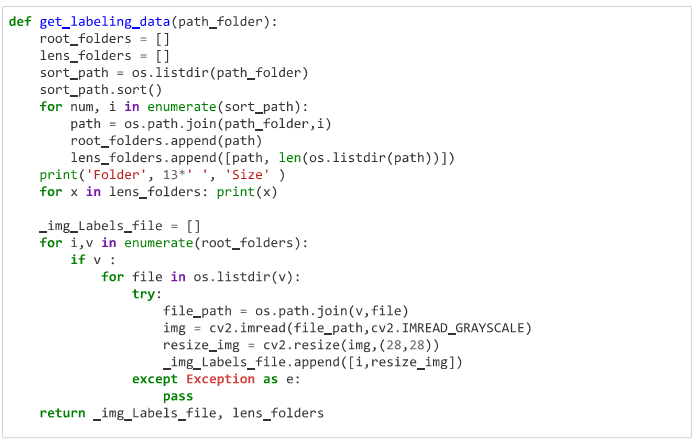 def get_labeling_data(path_folder):
    root_folders = []
    lens_folders = []
    sort_path = os.listdir(path_folder)
    sort_path.sort()
    for num, i in enumerate(sort_path):
        path = os.path.join(path_folder,i)
        root_folders.append(path)
        lens_folders.append([path, len(os.listdir(path))])
    print('Folder', 13*' ', 'Size' )
    for x in lens_folders: print(x)

    _img_Labels_file = []
    for i,v in enumerate(root_folders):
        if v :
            for file in os.listdir(v):
                try:
                    file_path = os.path.join(v,file)
                    img = cv2.imread(file_path,cv2.IMREAD_GRAYSCALE)
                    resize_img = cv2.resize(img,(28,28))
                    _img_Labels_file.append([i,resize_img])
                except Exception as e:
                    pass
    return _img_Labels_file, lens_folders